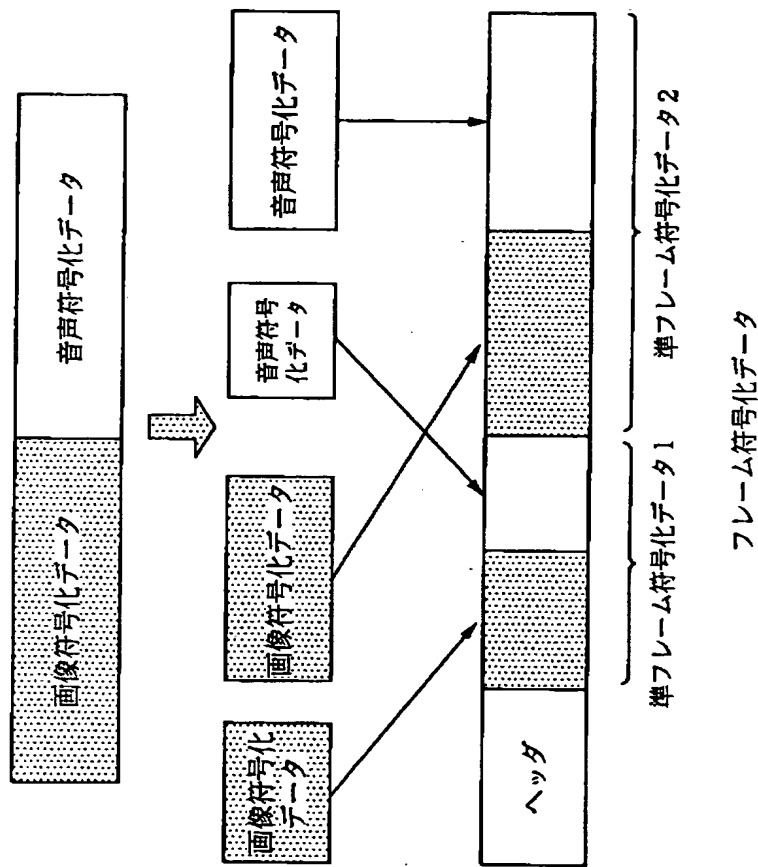 画像符号化データ
音声符号化データ
画像符号化
データ
画像符号化データ
音声符号
化データ
音声符号化データ
ヘッダ
準フレーム符号化データ1
準フレーム符号化データ2
フレーム符号化データ